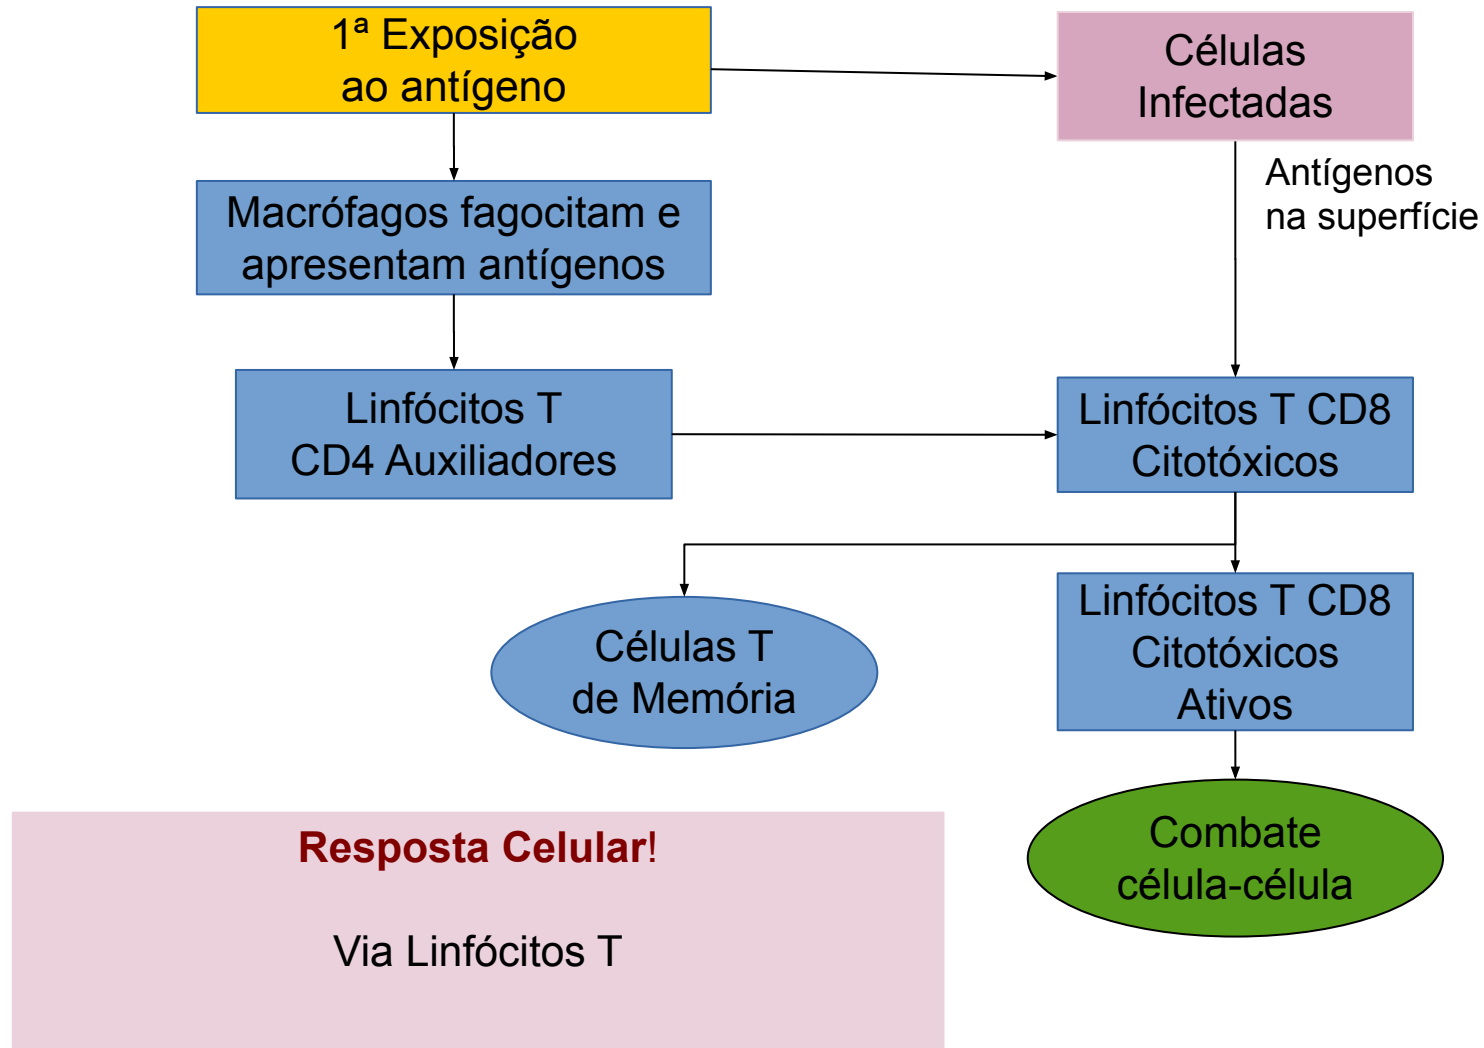 1ª Exposição
ao antígeno
Células
Infectadas
Antígenos
na superfície
Macrófagos fagocitam e
apresentam antígenos
Linfócitos T
CD4 Auxiliadores
Linfócitos T CD8
Citotóxicos
Células T
de Memória
Linfócitos T CD8
Citotóxicos
Ativos
Combate
célula-célula
Resposta Celular!
Via Linfócitos T